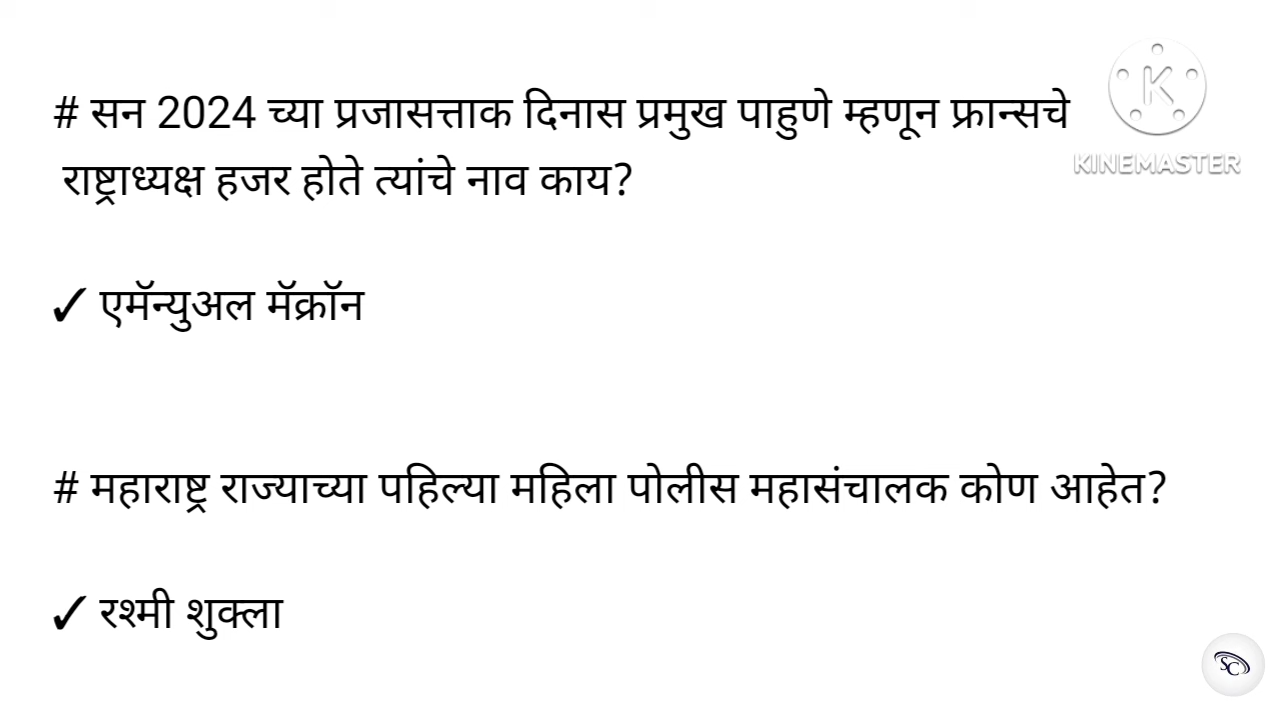 # सन 2024 च्या प्रजासत्ताक दिनास प्रमुख पाहुणे म्हणून फ्रान्सचे
राष्ट्राध्यक्ष हजर होते त्यांचे नाव काय?
✓ एमॅन्युअल मॅक्रॉन
# महाराष्ट्र राज्याच्या पहिल्या महिला पोलीस महासंचालक कोण आहेत?
✓ रश्मी शुक्ला
K
KINEMASTER
SC